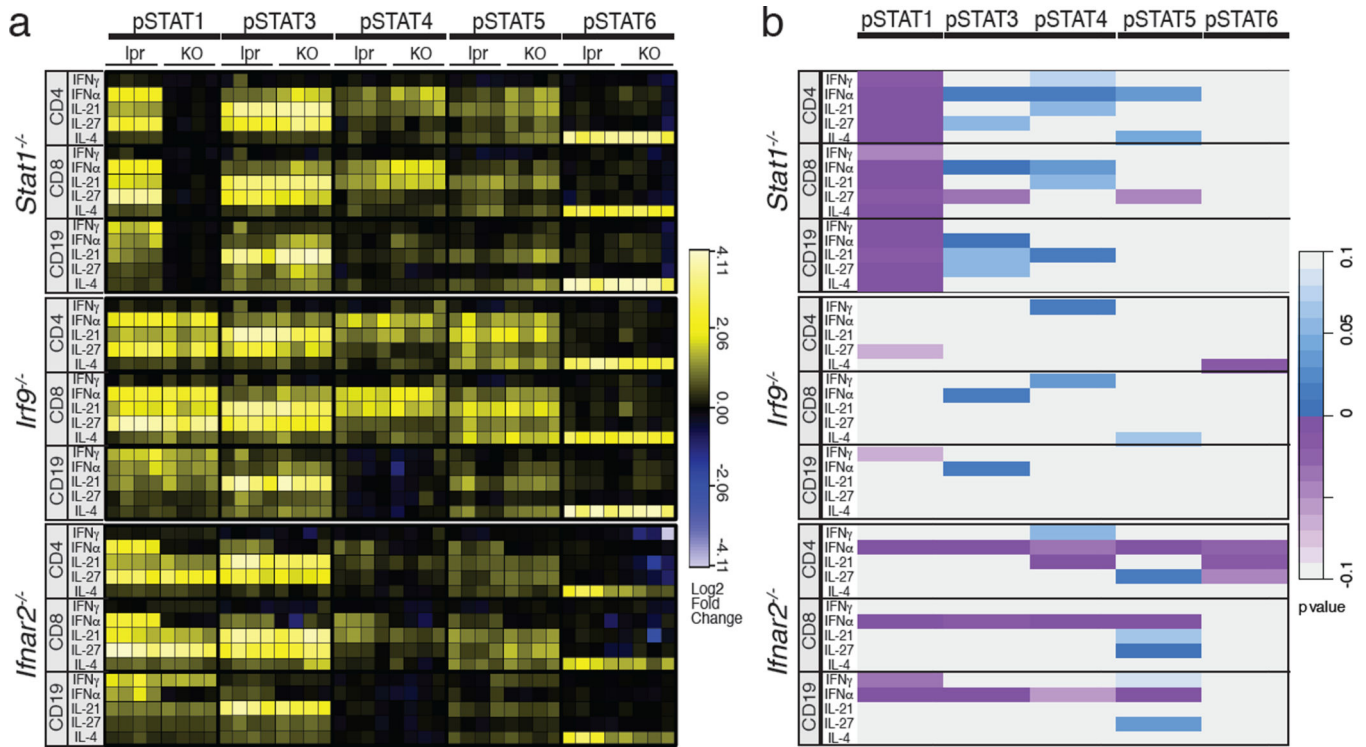 a
pSTAT1 pSTAT3 pSTAT4 pSTAT5 pSTAT6
lpr KO lpr KO lpr KO lpr KO lpr KO
Stat1-/-
CD4
IFNγ
IFNα
IL-21
IL-27
IL-4
CD8
IFNγ
IFNα
IL-21
IL-27
IL-4
CD19
IFNγ
IFNα
IL-21
IL-27
IL-4
Irf9-/-
CD4
IFNγ
IFNα
IL-21
IL-27
IL-4
CD8
IFNγ
IFNα
IL-21
IL-27
IL-4
CD19
IFNγ
IFNα
IL-21
IL-27
IL-4
Ifnar2-/-
CD4
IFNγ
IFNα
IL-21
IL-27
IL-4
CD8
IFNγ
IFNα
IL-21
IL-27
IL-4
CD19
IFNγ
IFNα
IL-21
IL-27
IL-4
4.11
2.06
0.00
-2.06
-4.11
Log2
Fold
Change
b
pSTAT1 pSTAT3 pSTAT4 pSTAT5 pSTAT6
Stat1-/-
CD4
IFNγ
IFNα
IL-21
IL-27
IL-4
CD8
IFNγ
IFNα
IL-21
IL-27
IL-4
CD19
IFNγ
IFNα
IL-21
IL-27
IL-4
Irf9-/-
CD4
IFNγ
IFNα
IL-21
IL-27
IL-4
CD8
IFNγ
IFNα
IL-21
IL-27
IL-4
CD19
IFNγ
IFNα
IL-21
IL-27
IL-4
Ifnar2-/-
CD4
IFNγ
IFNα
IL-21
IL-27
IL-4
CD8
IFNγ
IFNα
IL-21
IL-27
IL-4
CD19
IFNγ
IFNα
IL-21
IL-27
IL-4
0.1
0.05
0
-0.1
p value